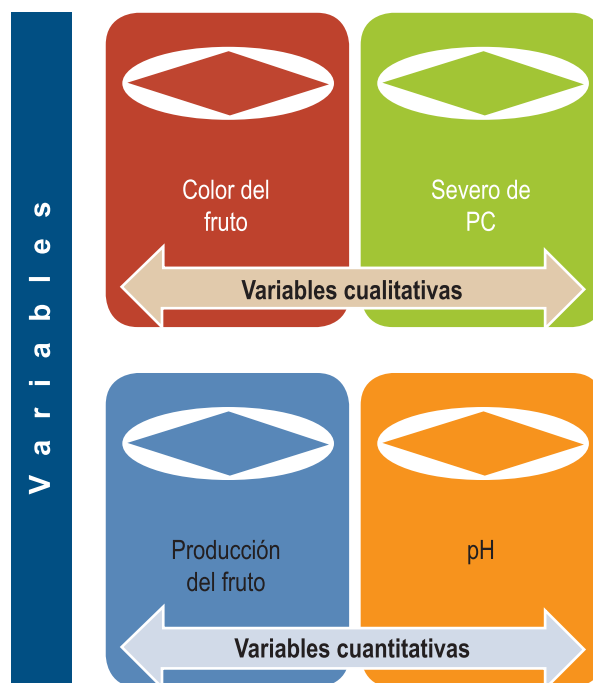 Variables
Color del
fruto
Severo de
PC
Variables cualitativas
Producción
del fruto
pH
Variables cuantitativas